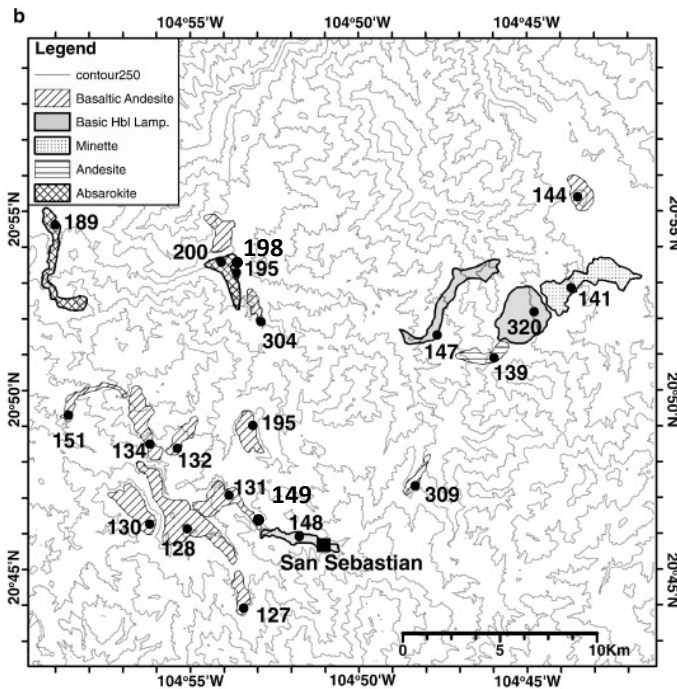 b
104°55'W 104°50'W 104°45'W
Legend
contour250
Basaltic Andesite
Basic Hbl Lamp.
Minette
Andesite
Absarokite
20°55'N
20°50'N
20°45'N
20°55'N
20°50'N
20°45'N
144
189
200
198
195
141
320
304
147
139
151
195
134
132
131
149
309
130
128
148
San Sebastian
127
0 10Km
104°55'W 104°50'W 104°45'W